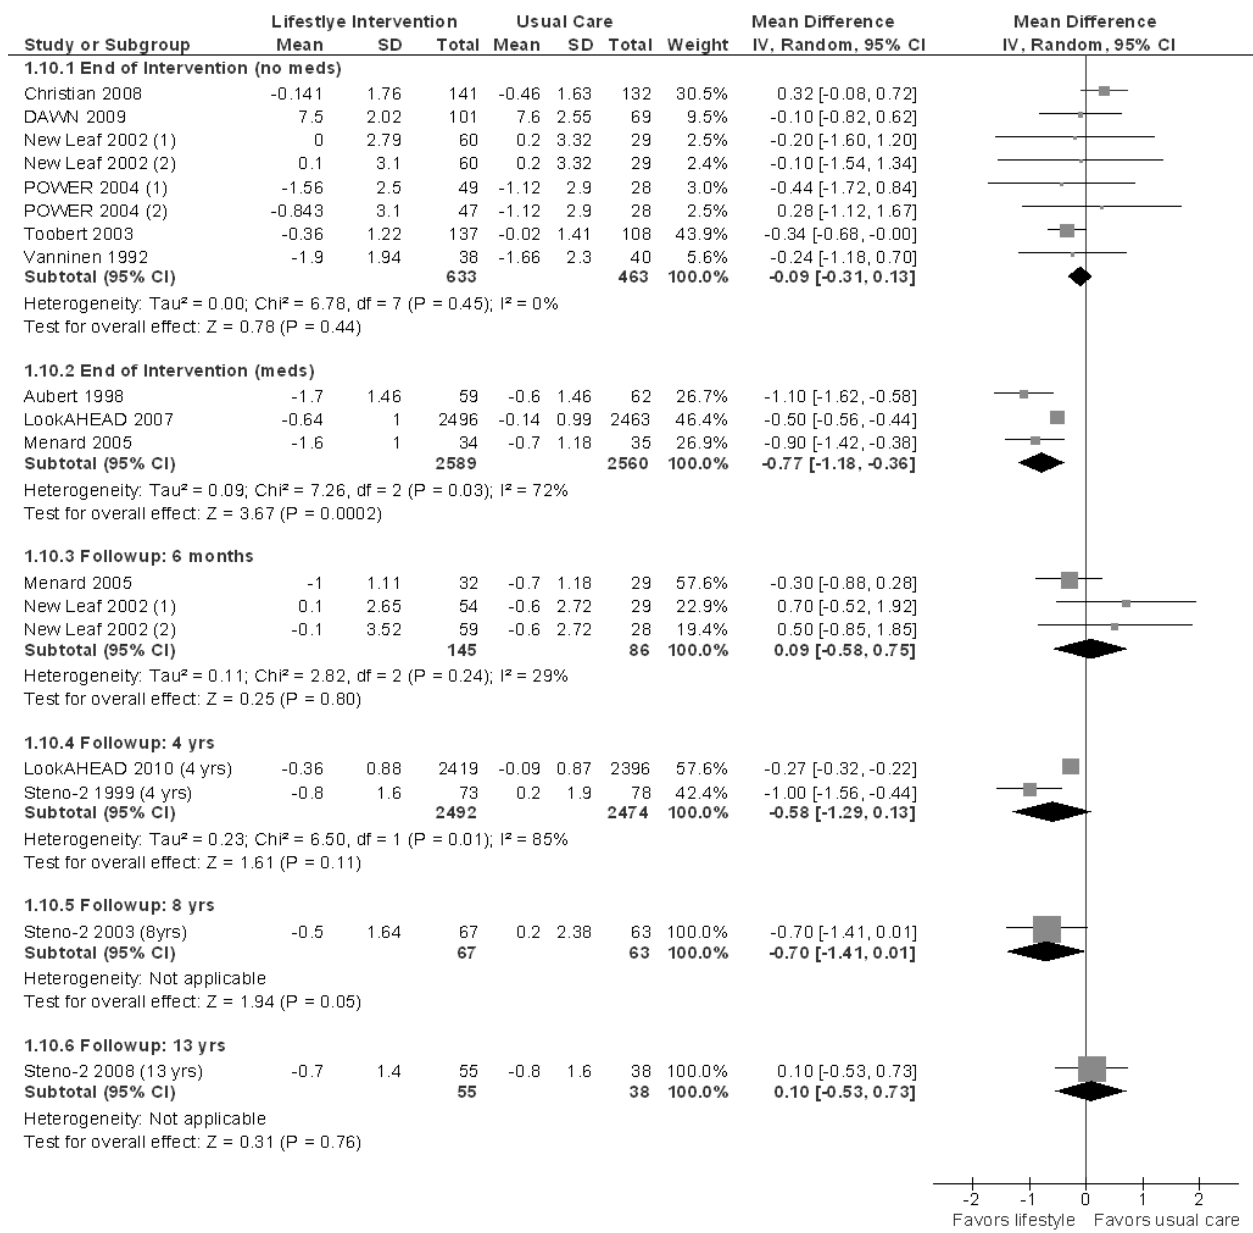 Lifestlye Intervention Usual Care Mean Difference Mean Difference
Study or Subgroup Mean SD Total Mean SD Total Weight IV, Random, 95% CI IV, Random, 95% CI
1.10.1 End of Intervention (no meds)
Christian 2008 -0.141 1.76 141 -0.46 1.63 132 30.5% 0.32 [-0.08, 0.72]
DAWN 2009 7.5 2.02 101 7.6 2.55 69 9.5% -0.10 [-0.82, 0.62]
New Leaf 2002 (1) 0 2.79 60 0.2 3.32 29 2.5% -0.20 [-1.60, 1.20]
New Leaf 2002 (2) 0.1 3.1 60 0.2 3.32 29 2.4% -0.10 [-1.54, 1.34]
POWER 2004 (1) -1.56 2.5 49 -1.12 2.9 28 3.0% -0.44 [-1.72, 0.84]
POWER 2004 (2) -0.843 3.1 47 -1.12 2.9 28 2.5% 0.28 [-1.12, 1.67]
Toobert 2003 -0.36 1.22 137 -0.02 1.41 108 43.9% -0.34 [-0.68, -0.00]
Vanninen 1992 -1.9 1.94 38 -1.66 2.3 40 5.6% -0.24 [-1.18, 0.70]
Subtotal (95% CI) 633 463 100.0% -0.09 [-0.31, 0.13]
Heterogeneity: Tau² = 0.00; Chi² = 6.78, df = 7 (P = 0.45); I² = 0%
Test for overall effect: Z = 0.78 (P = 0.44)
1.10.2 End of Intervention (meds)
Aubert 1998 -1.7 1.46 59 -0.6 1.46 62 26.7% -1.10 [-1.62, -0.58]
LookAHEAD 2007 -0.64 1 2496 -0.14 0.99 2463 46.4% -0.50 [-0.56, -0.44]
Menard 2005 -1.6 1 34 -0.7 1.18 35 26.9% -0.90 [-1.42, -0.38]
Subtotal (95% CI) 2589 2560 100.0% -0.77 [-1.18, -0.36]
Heterogeneity: Tau² = 0.09; Chi² = 7.26, df = 2 (P = 0.03); I² = 72%
Test for overall effect: Z = 3.67 (P = 0.0002)
1.10.3 Followup: 6 months
Menard 2005 -1 1.11 32 -0.7 1.18 29 57.6% -0.30 [-0.88, 0.28]
New Leaf 2002 (1) 0.1 2.65 54 -0.6 2.72 29 22.9% 0.70 [-0.52, 1.92]
New Leaf 2002 (2) -0.1 3.52 59 -0.6 2.72 28 19.4% 0.50 [-0.85, 1.85]
Subtotal (95% CI) 145 86 100.0% 0.09 [-0.58, 0.75]
Heterogeneity: Tau² = 0.11; Chi² = 2.82, df = 2 (P = 0.24); I² = 29%
Test for overall effect: Z = 0.25 (P = 0.80)
1.10.4 Followup: 4 yrs
LookAHEAD 2010 (4 yrs) -0.36 0.88 2419 -0.09 0.87 2396 57.6% -0.27 [-0.32, -0.22]
Steno-2 1999 (4 yrs) -0.8 1.6 73 0.2 1.9 78 42.4% -1.00 [-1.56, -0.44]
Subtotal (95% CI) 2492 2474 100.0% -0.58 [-1.29, 0.13]
Heterogeneity: Tau² = 0.23; Chi² = 6.50, df = 1 (P = 0.01); I² = 85%
Test for overall effect: Z = 1.61 (P = 0.11)
1.10.5 Followup: 8 yrs
Steno-2 2003 (8yrs) -0.5 1.64 67 0.2 2.38 63 100.0% -0.70 [-1.41, 0.01]
Subtotal (95% CI) 67 63 100.0% -0.70 [-1.41, 0.01]
Heterogeneity: Not applicable
Test for overall effect: Z = 1.94 (P = 0.05)
1.10.6 Followup: 13 yrs
Steno-2 2008 (13 yrs) -0.7 1.4 55 -0.8 1.6 38 100.0% 0.10 [-0.53, 0.73]
Subtotal (95% CI) 55 38 100.0% 0.10 [-0.53, 0.73]
Heterogeneity: Not applicable
Test for overall effect: Z = 0.31 (P = 0.76)
-2 -1 0 1 2
Favors lifestyle Favors usual care